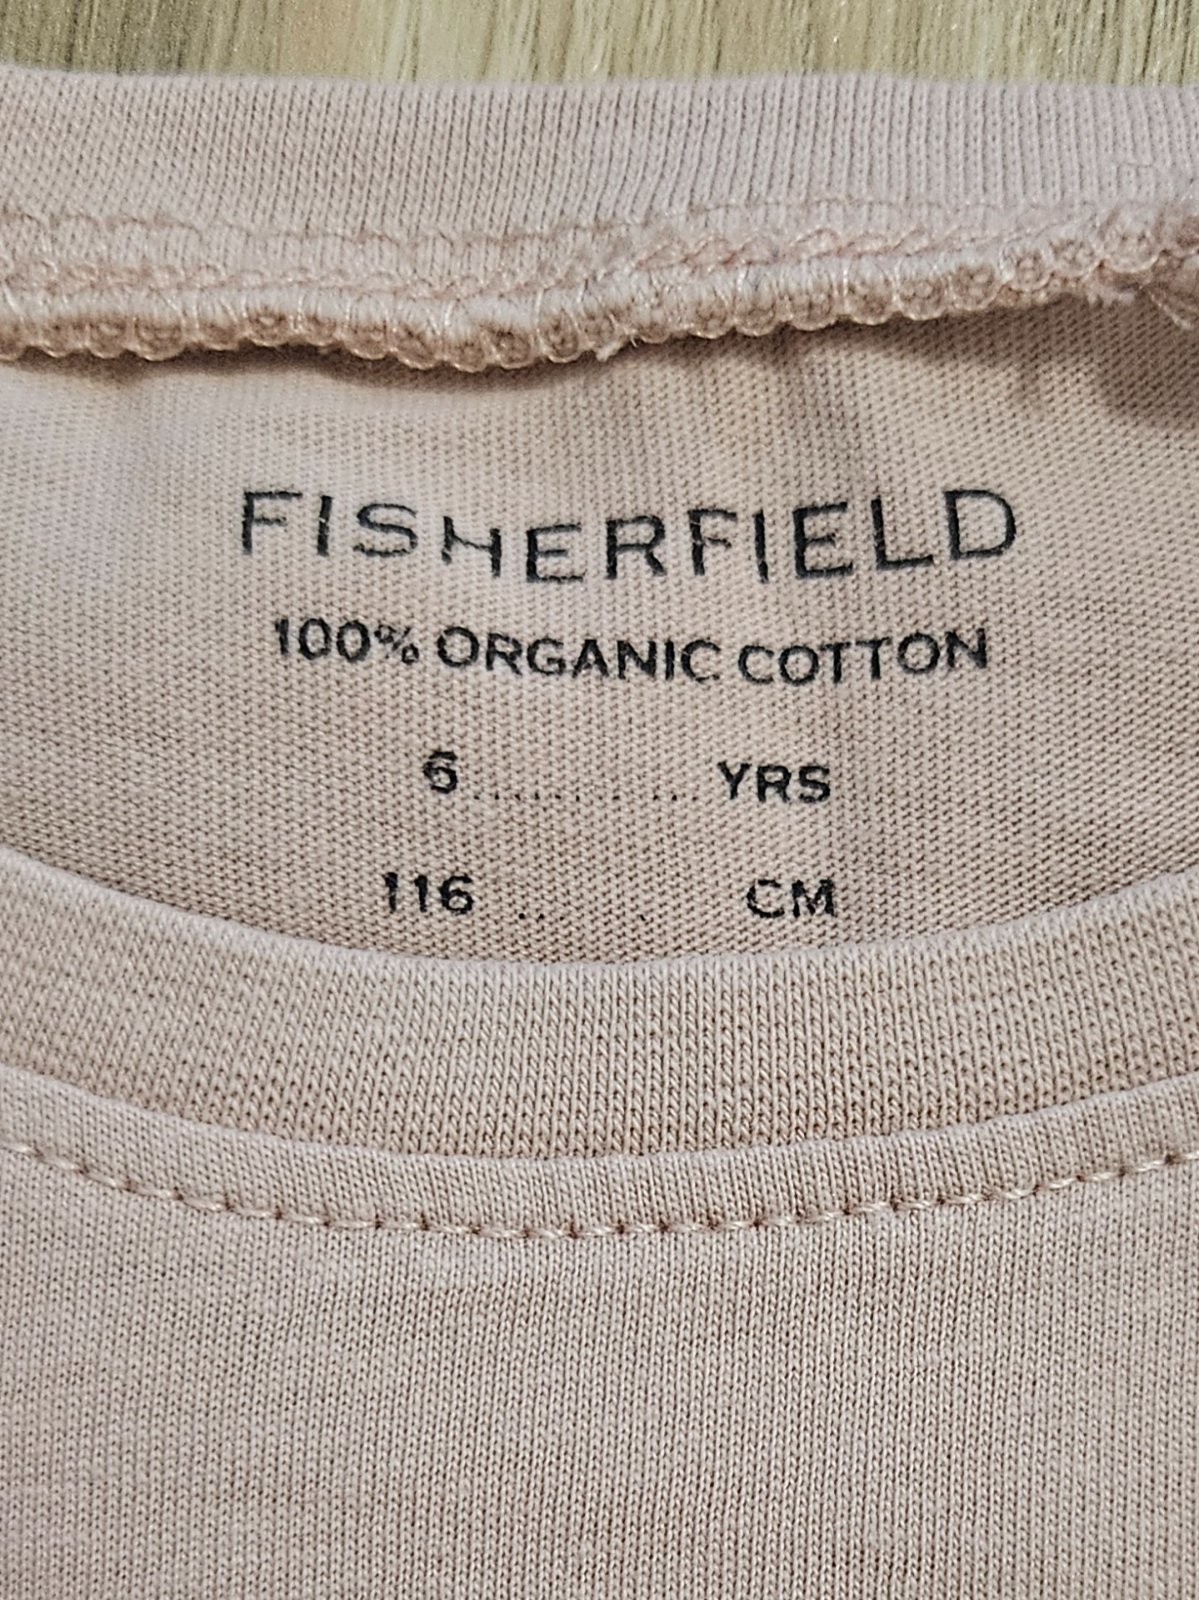 FISHERFIELD
100% ORGANIC COTTON
6............ YRS
116 .. . CM